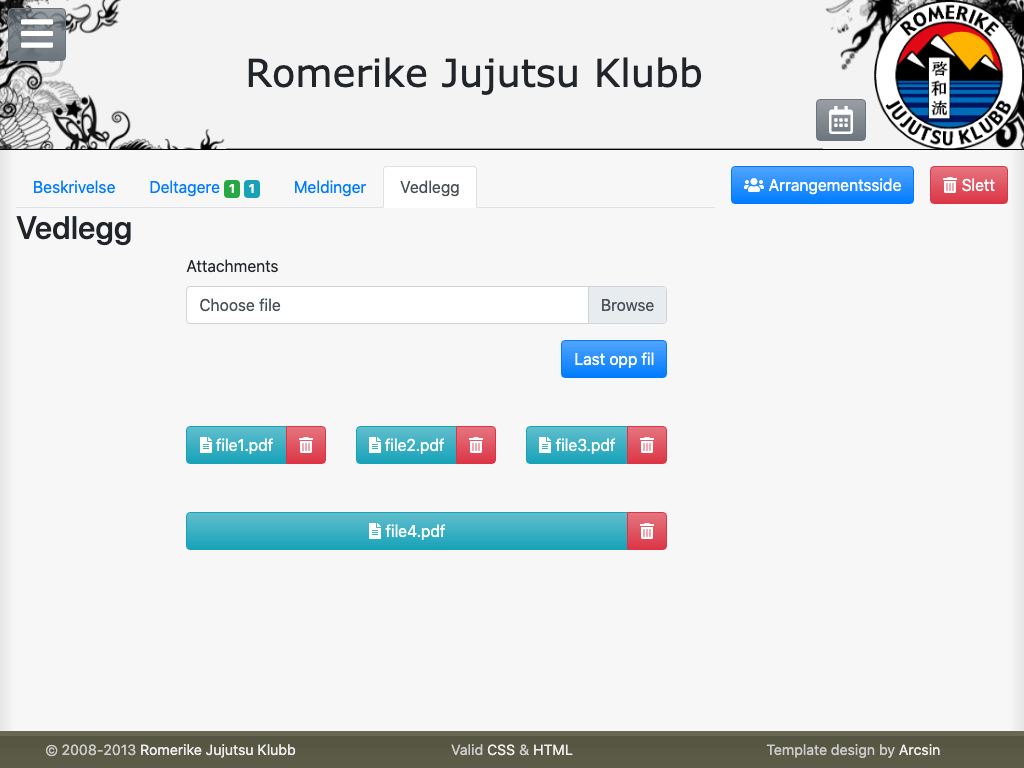 Romerike Jujutsu Klubb
ROMERIKE
啓和流
JUJUTSU KLUBB
Beskrivelse
Deltagere 1 1
Meldinger
Vedlegg
Arrangementsside
Slett
Vedlegg
Attachments
Choose file
Browse
Last opp fil
file1.pdf
file2.pdf
file3.pdf
file4.pdf
© 2008-2013 Romerike Jujutsu Klubb
Valid CSS & HTML
Template design by Arcsin